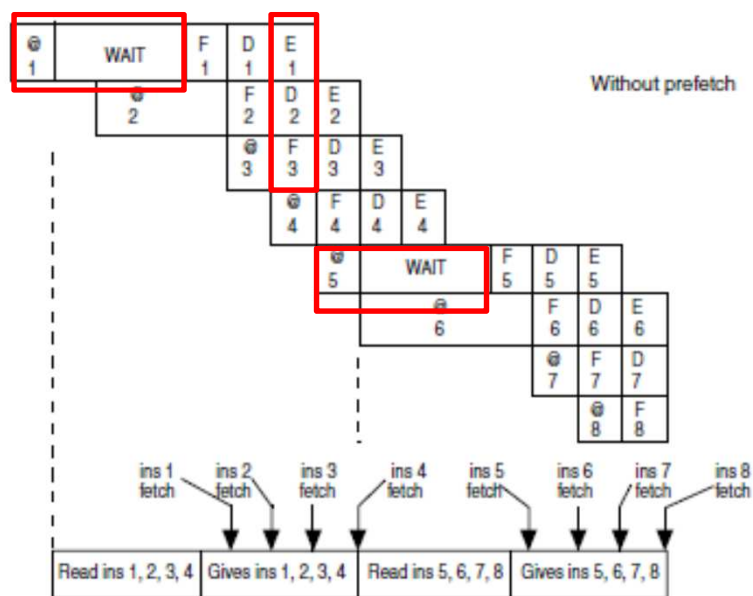 @ WAIT F D E
1 1 1 1
Without prefetch
@ F D E
2 2 2 2
@ F D E
3 3 3 3
@ F D E
4 4 4 4
@ WAIT F D E
5 5 5 5
@ F D E
6 6 6 6
@ F D
7 7 7
@ F
8 8
ins 1 ins 2 ins 3 ins 4 ins 5 ins 6 ins 7 ins 8
fetch fetch fetch fetch fetch fetch fetch fetch
Read ins 1, 2, 3, 4 Gives ins 1, 2, 3, 4 Read ins 5, 6, 7, 8 Gives ins 5, 6, 7, 8